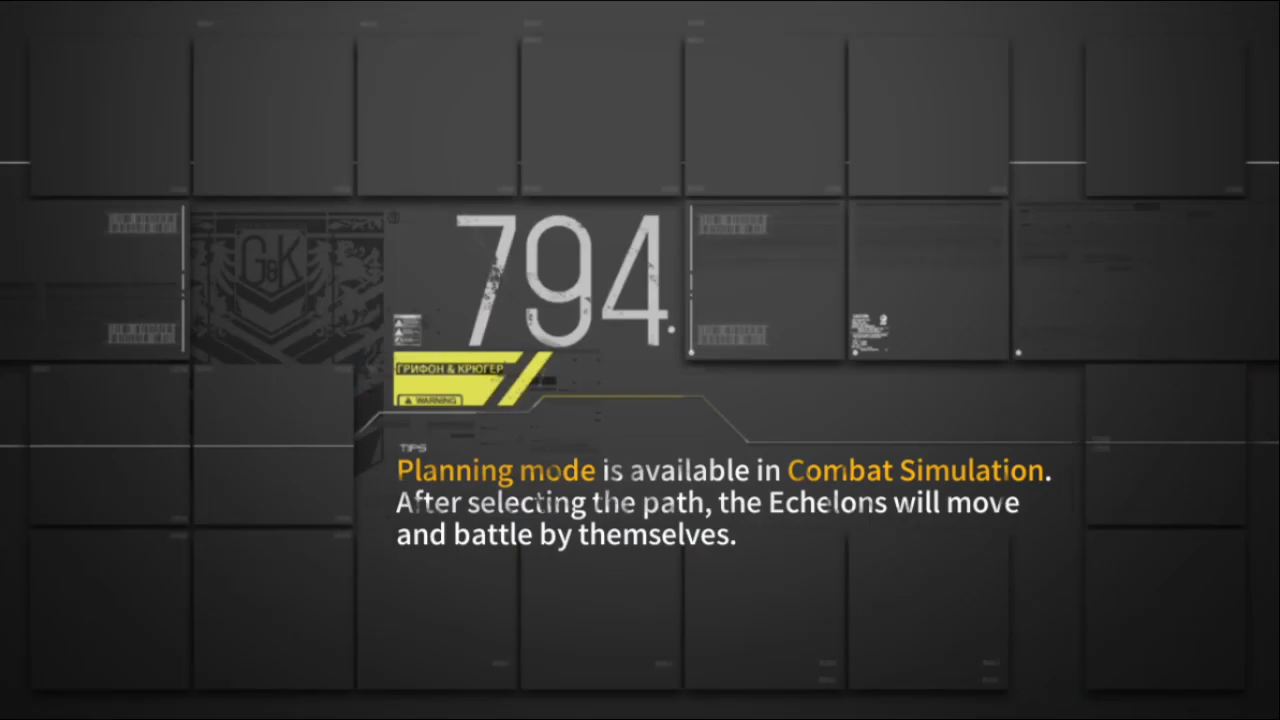 G&K
794.
ГРИФОН & КРЮГЕР
WARNING
TIPS
Planning mode is available in Combat Simulation.
After selecting the path, the Echelons will move
and battle by themselves.